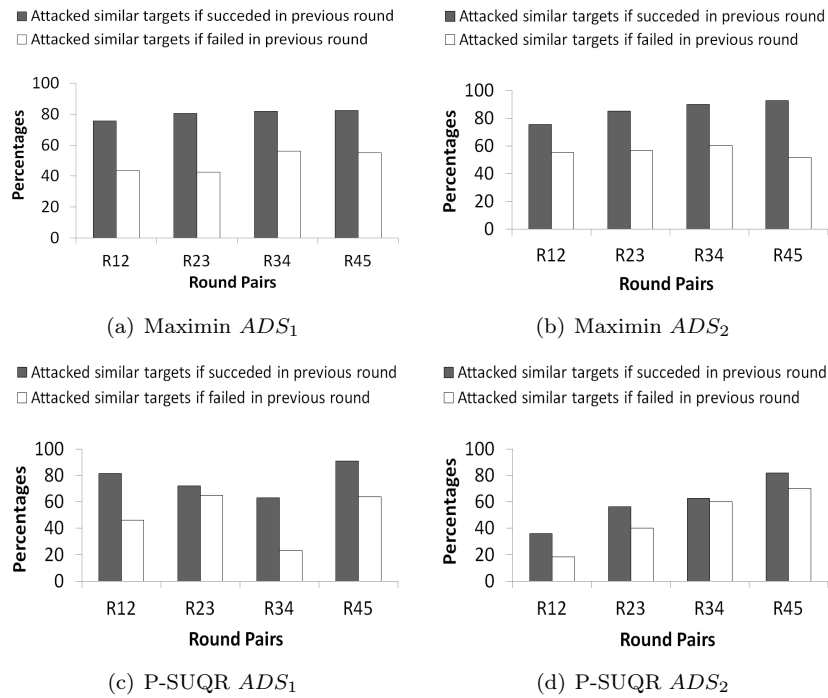 Attacked similar targets if succeded in previous round
Attacked similar targets if failed in previous round
Percentages
100
80
60
40
20
0
R12 R23 R34 R45
Round Pairs
(a) Maximin ADS1
Attacked similar targets if succeded in previous round
Attacked similar targets if failed in previous round
Percentages
100
80
60
40
20
0
R12 R23 R34 R45
Round Pairs
(b) Maximin ADS2
Attacked similar targets if succeded in previous round
Attacked similar targets if failed in previous round
Percentages
100
80
60
40
20
0
R12 R23 R34 R45
Round Pairs
(c) P-SUQR ADS1
Attacked similar targets if succeded in previous round
Attacked similar targets if failed in previous round
Percentages
100
80
60
40
20
0
R12 R23 R34 R45
Round Pairs
(d) P-SUQR ADS2